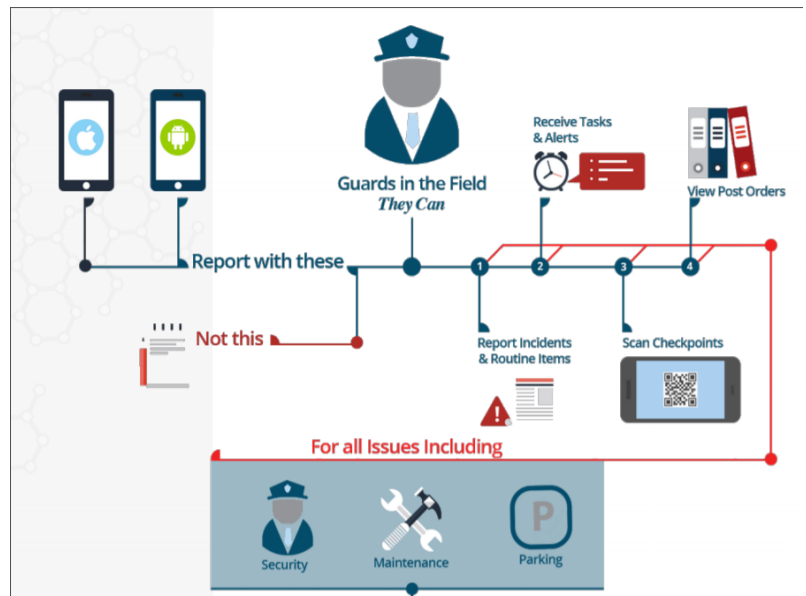 Guards in the Field
They Can
Receive Tasks
& Alerts
View Post Orders
Report with these
Not this
1
2
3
4
Report Incidents
& Routine Items
Scan Checkpoints
For all Issues Including
Security
Maintenance
P
Parking